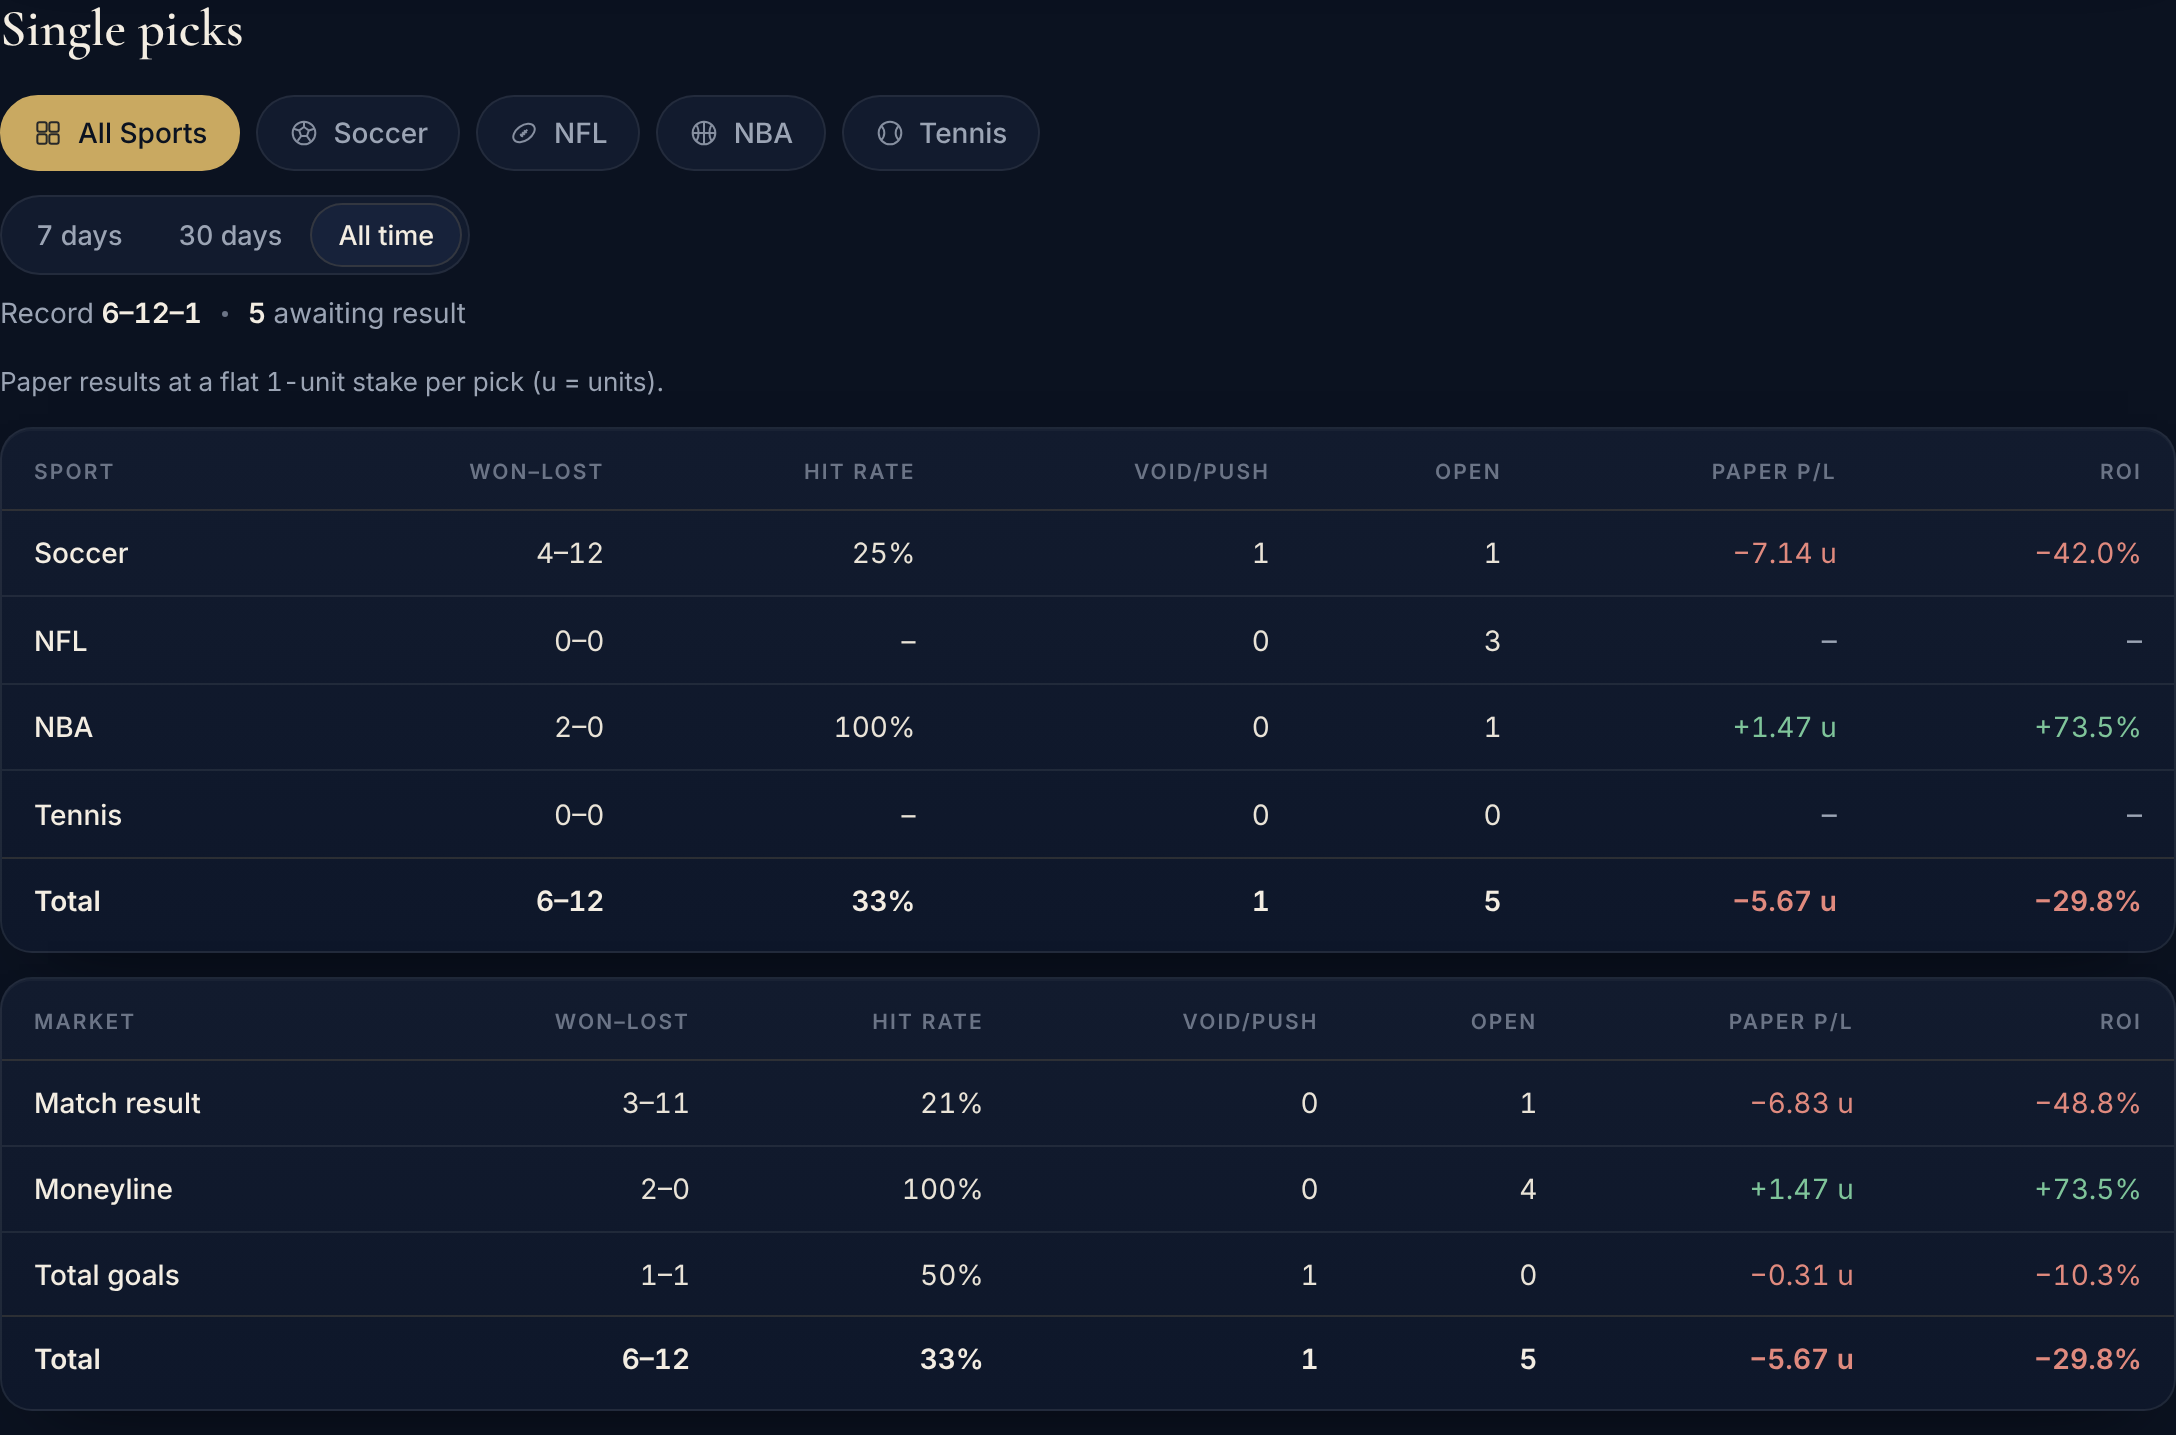 Single picks
All Sports Soccer NFL NBA Tennis
7 days 30 days All time
Record 6–12–1 • 5 awaiting result
Paper results at a flat 1-unit stake per pick (u = units).
SPORT WON–LOST HIT RATE VOID/PUSH OPEN PAPER P/L ROI
Soccer 4–12 25% 1 1 −7.14 u −42.0%
NFL 0–0 – 0 3 – –
NBA 2–0 100% 0 1 +1.47 u +73.5%
Tennis 0–0 – 0 0 – –
Total 6–12 33% 1 5 −5.67 u −29.8%
MARKET WON–LOST HIT RATE VOID/PUSH OPEN PAPER P/L ROI
Match result 3–11 21% 0 1 −6.83 u −48.8%
Moneyline 2–0 100% 0 4 +1.47 u +73.5%
Total goals 1–1 50% 1 0 −0.31 u −10.3%
Total 6–12 33% 1 5 −5.67 u −29.8%